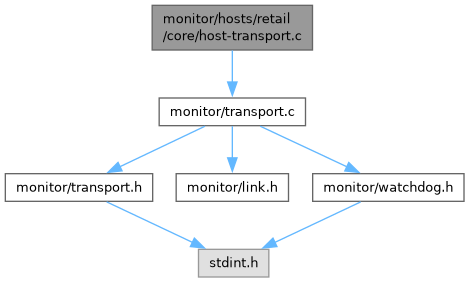 monitor/hosts/retail
/core/host-transport.c
monitor/transport.c
monitor/transport.h
monitor/link.h
monitor/watchdog.h
stdint.h